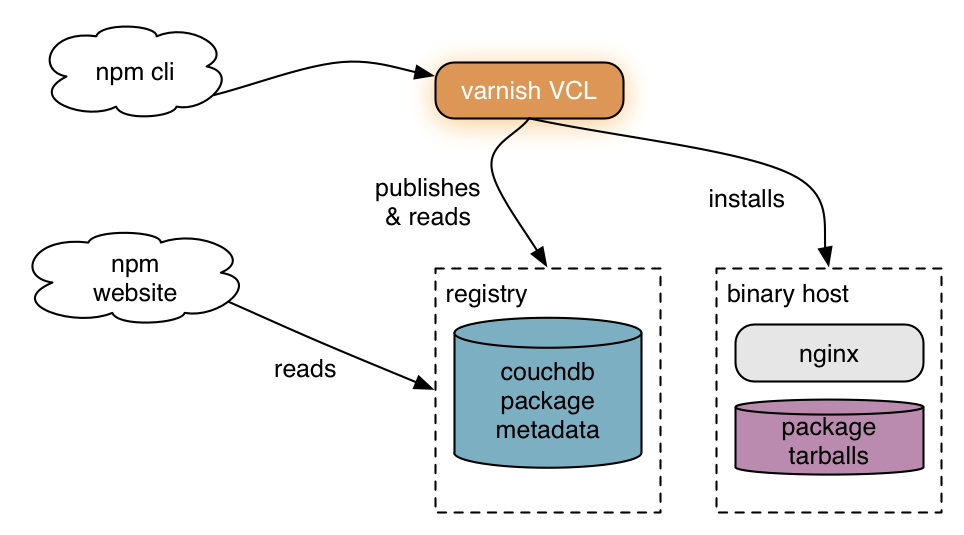 npm cli
varnish VCL
publishes
& reads
installs
npm
website
reads
registry
couchdb
package
metadata
binary host
nginx
package
tarballs